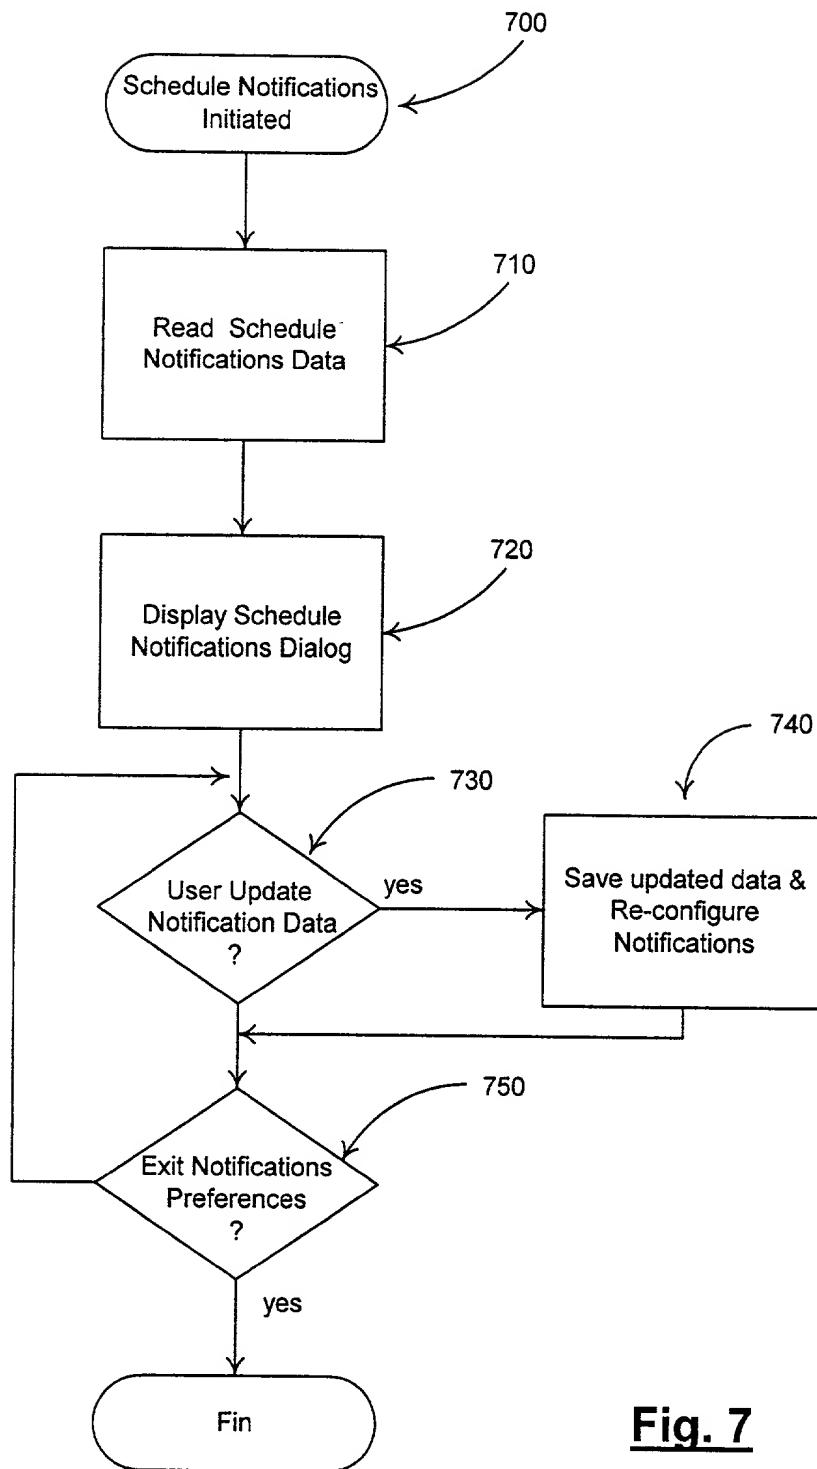 700
Schedule Notifications
Initiated
710
Read Schedule
Notifications Data
720
Display Schedule
Notifications Dialog
740
730
User Update
Notification Data
?
yes
Save updated data &
Re-configure
Notifications
750
Exit Notifications
Preferences
?
yes
Fin
Fig. 7